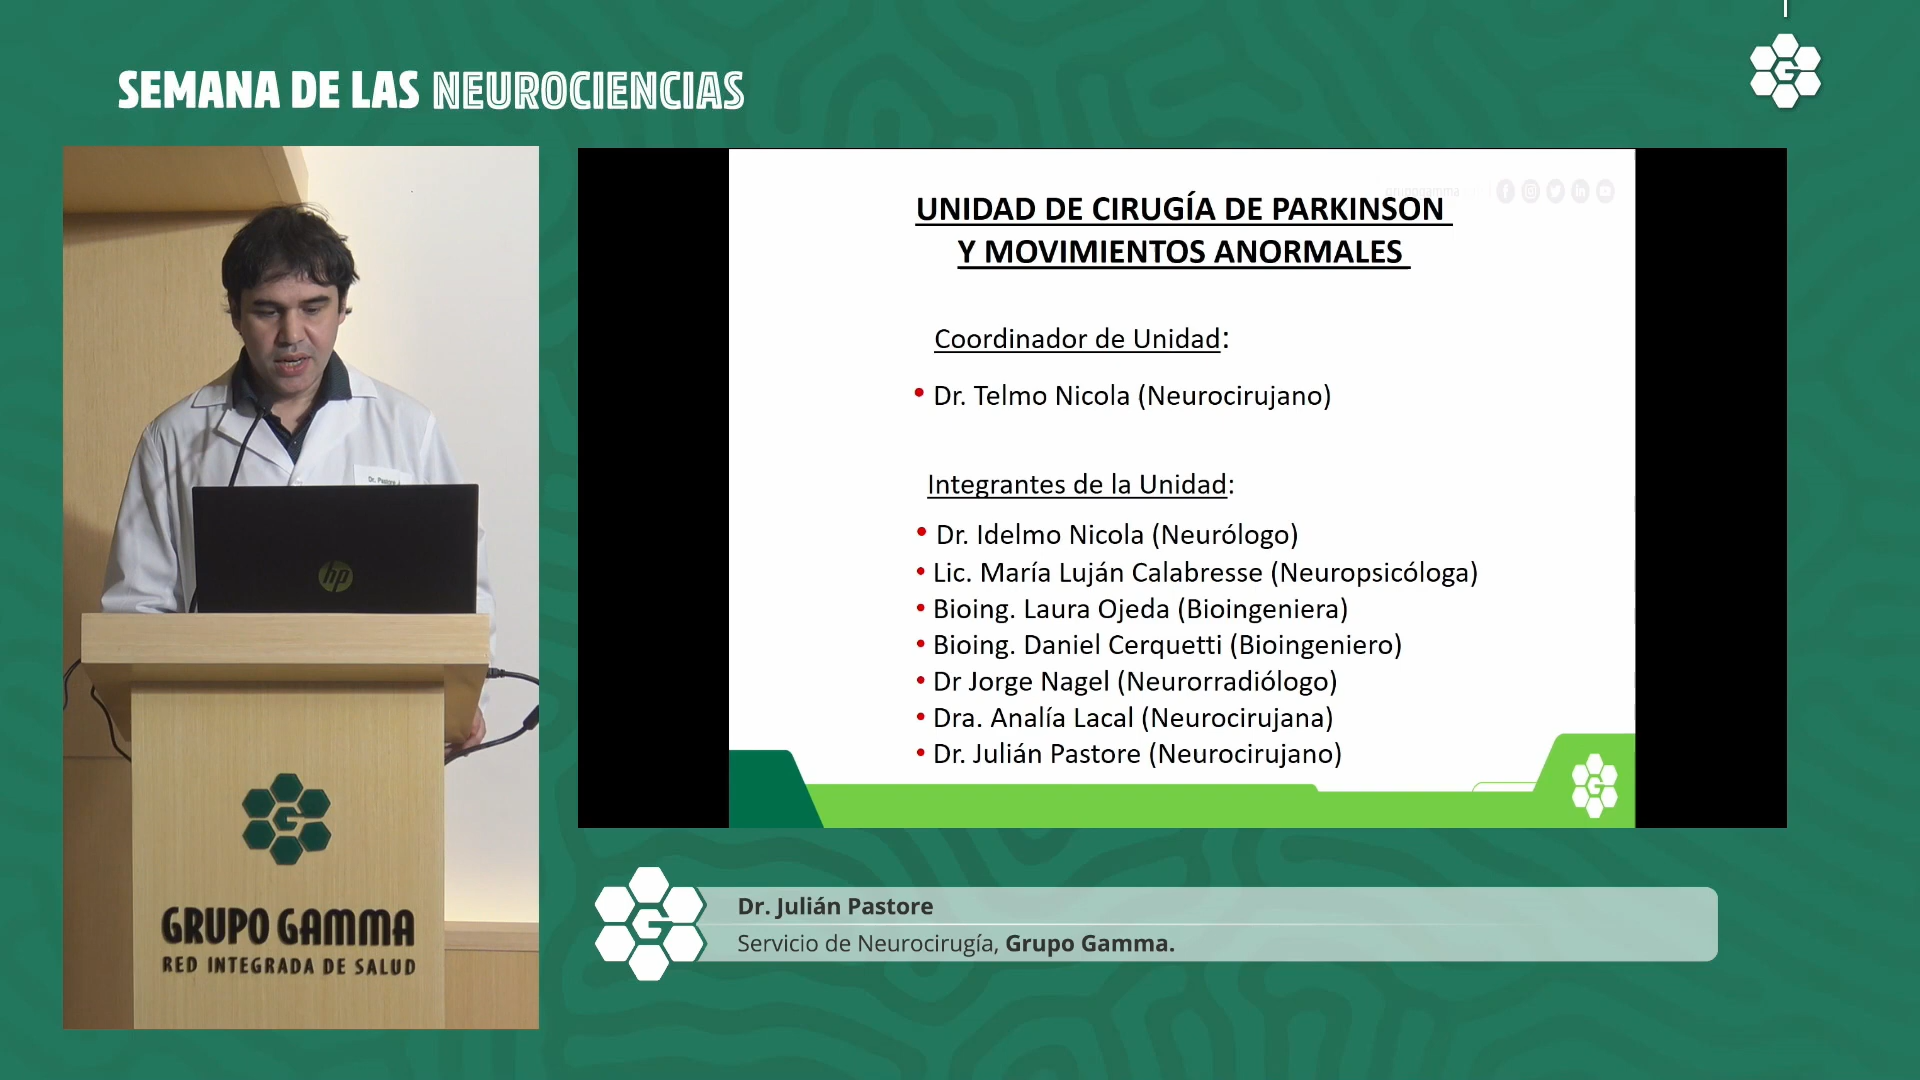 SEMANA DE LAS NEUROCIENCIAS
Dr. Pastore
hp
GRUPO GAMMA
RED INTEGRADA DE SALUD
grupogamma
UNIDAD DE CIRUGÍA DE PARKINSON
Y MOVIMIENTOS ANORMALES
Coordinador de Unidad:
• Dr. Telmo Nicola (Neurocirujano)
Integrantes de la Unidad:
• Dr. Idelmo Nicola (Neurólogo)
• Lic. María Luján Calabresse (Neuropsicóloga)
• Bioing. Laura Ojeda (Bioingeniera)
• Bioing. Daniel Cerquetti (Bioingeniero)
• Dr Jorge Nagel (Neurorradiólogo)
• Dra. Analía Lacal (Neurocirujana)
• Dr. Julián Pastore (Neurocirujano)
Dr. Julián Pastore
Servicio de Neurocirugía, Grupo Gamma.